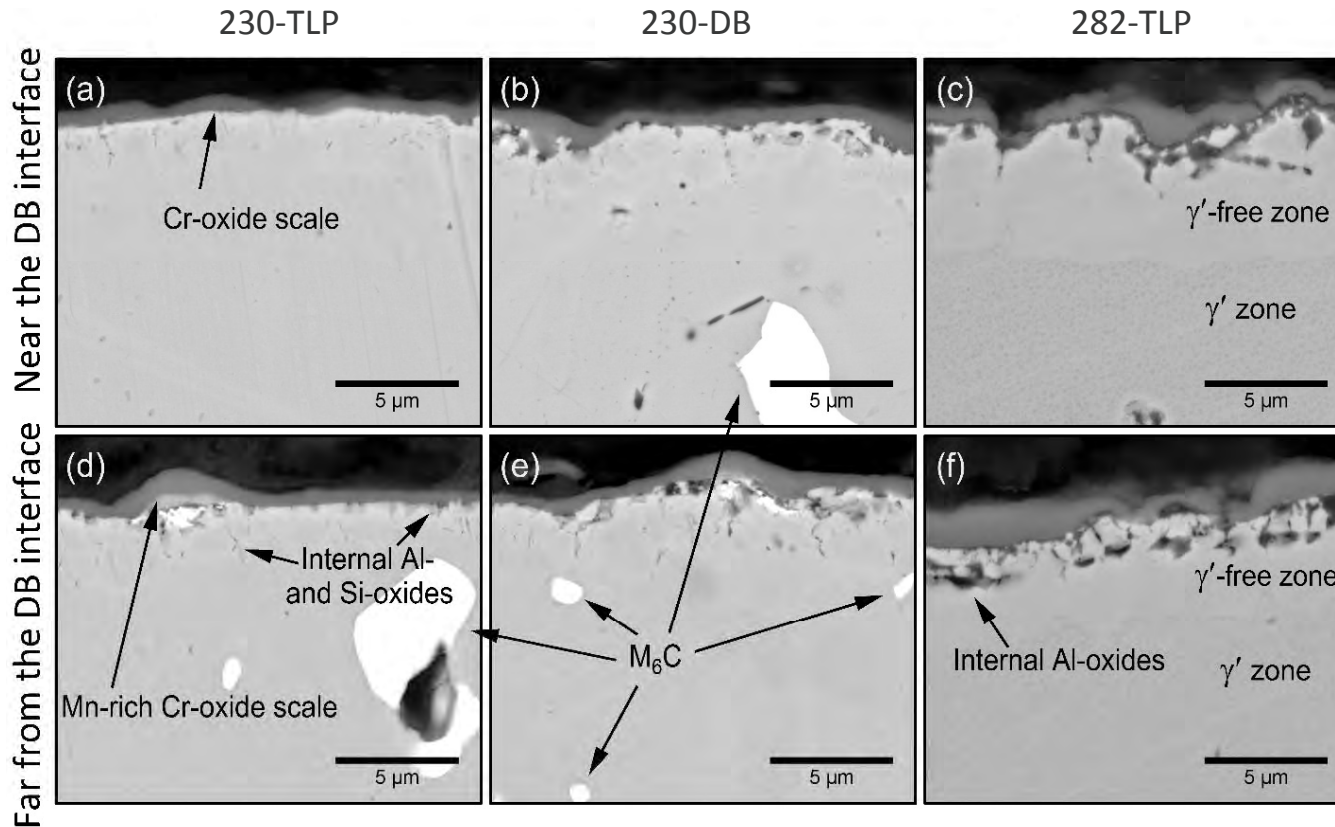 230-TLP
230-DB
282-TLP
Near the DB interface
(a)
Cr-oxide scale
5 µm
(b)
5 µm
(c)
γ′-free zone
γ′ zone
5 µm
Far from the DB interface
(d)
Internal Al-
and Si-oxides
Mn-rich Cr-oxide scale
5 µm
(e)
M₆C
5 µm
(f)
γ′-free zone
Internal Al-oxides
γ′ zone
5 µm